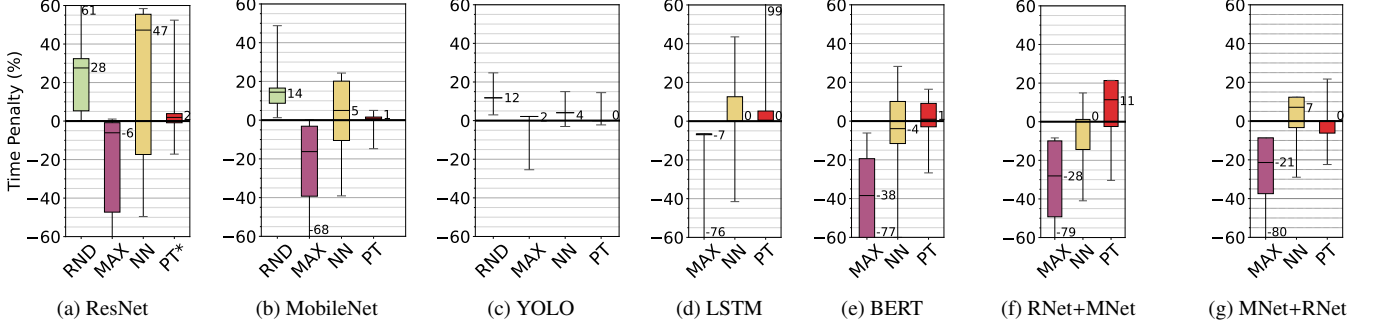 Time Penalty (%)
60
40
20
0
−20
−40
−60
61
28
-6
47
2
RND
MAX
NN
PT*
(a) ResNet
60
40
20
0
−20
−40
−60
14
-68
5
1
RND
MAX
NN
PT
(b) MobileNet
60
40
20
0
−20
−40
−60
12
2
4
0
RND
MAX
NN
PT
(c) YOLO
60
40
20
0
−20
−40
−60
-7
-76
0
99
0
MAX
NN
PT
(d) LSTM
60
40
20
0
−20
−40
−60
-38
-77
-4
1
MAX
NN
PT
(e) BERT
60
40
20
0
−20
−40
−60
-28
-79
0
11
MAX
NN
PT
(f) RNet+MNet
60
40
20
0
−20
−40
−60
-21
-80
7
0
MAX
NN
PT
(g) MNet+RNet